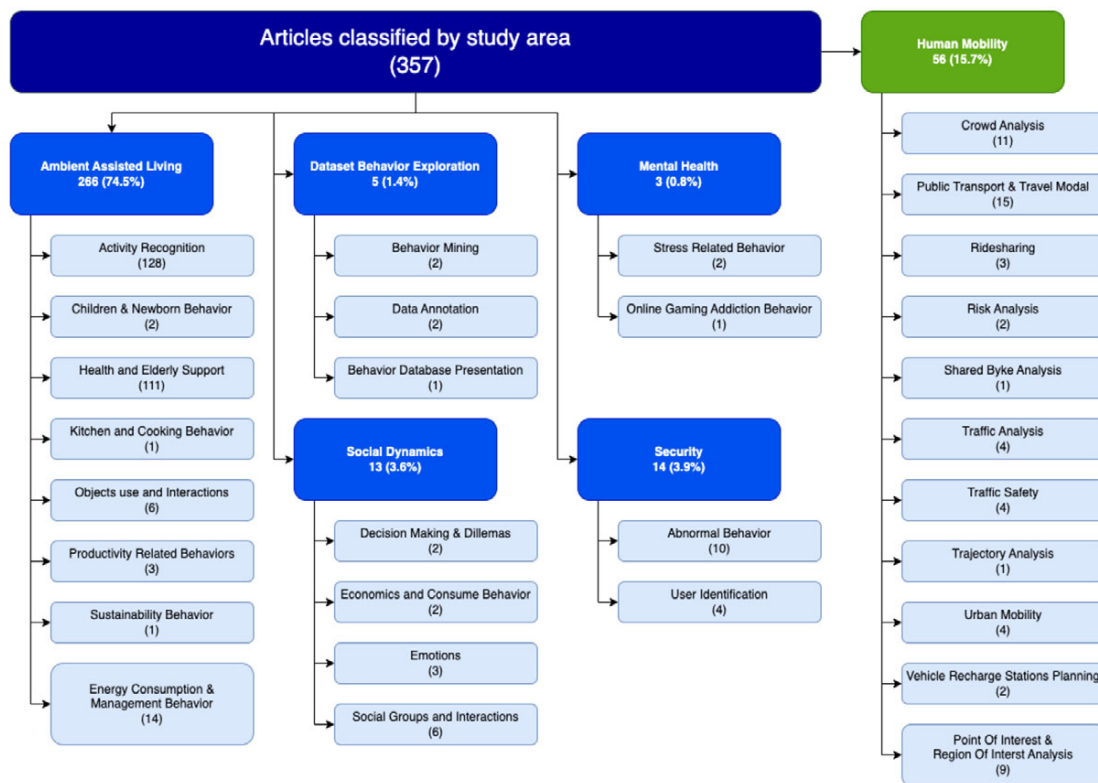 Articles classified by study area
(357)
Human Mobility
56 (15.7%)
Ambient Assisted Living
266 (74.5%)
Activity Recognition
(128)
Children & Newborn Behavior
(2)
Health and Elderly Support
(111)
Kitchen and Cooking Behavior
(1)
Objects use and Interactions
(6)
Productivity Related Behaviors
(3)
Sustainability Behavior
(1)
Energy Consumption &
Management Behavior
(14)
Dataset Behavior Exploration
5 (1.4%)
Behavior Mining
(2)
Data Annotation
(2)
Behavior Database Presentation
(1)
Social Dynamics
13 (3.6%)
Decision Making & Dillemas
(2)
Economics and Consume Behavior
(2)
Emotions
(3)
Social Groups and Interactions
(6)
Mental Health
3 (0.8%)
Stress Related Behavior
(2)
Online Gaming Addiction Behavior
(1)
Security
14 (3.9%)
Abnormal Behavior
(10)
User Identification
(4)
Crowd Analysis
(11)
Public Transport & Travel Modal
(15)
Ridesharing
(3)
Risk Analysis
(2)
Shared Byke Analysis
(1)
Traffic Analysis
(4)
Traffic Safety
(4)
Trajectory Analysis
(1)
Urban Mobility
(4)
Vehicle Recharge Stations Planning
(2)
Point Of Interest &
Region Of Interst Analysis
(9)